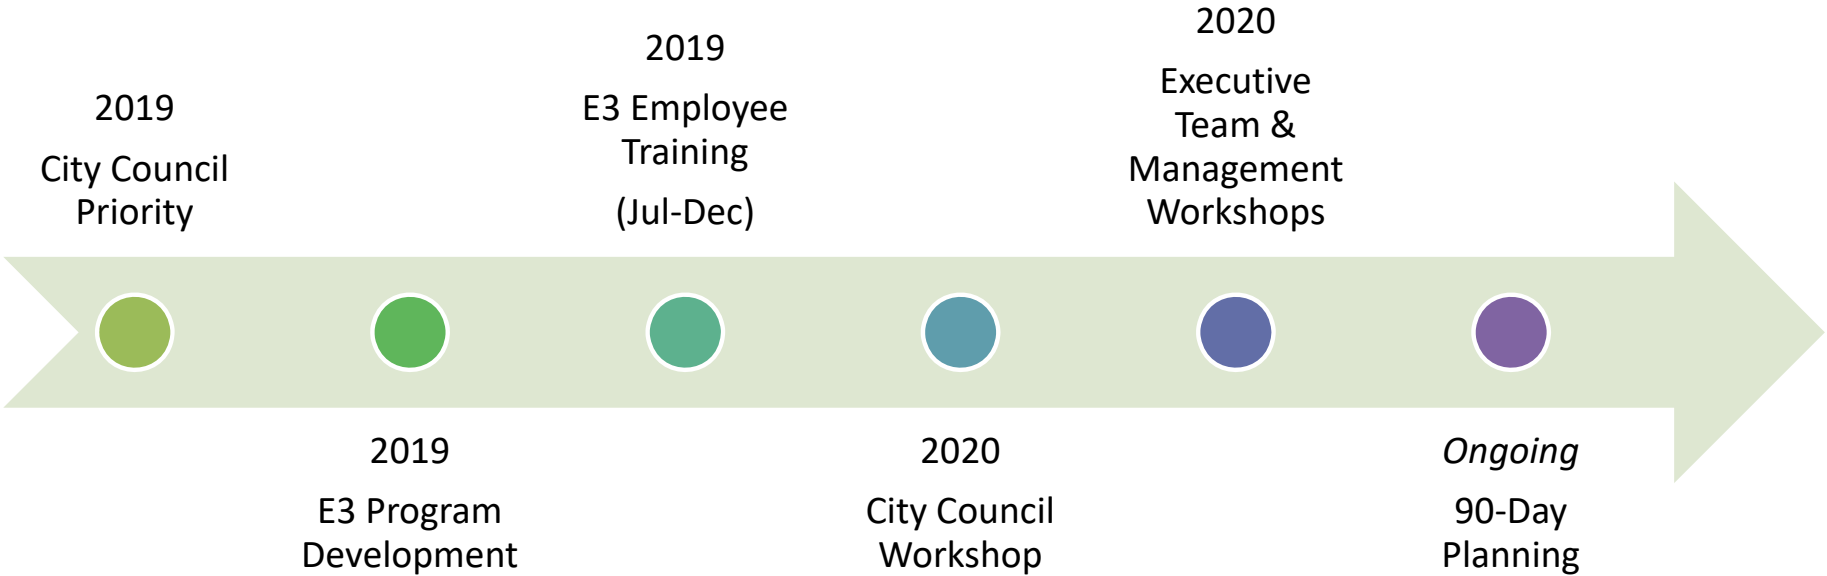 2019
City Council
Priority
2019
E3 Program
Development
2019
E3 Employee
Training
(Jul-Dec)
2020
City Council
Workshop
2020
Executive
Team &
Management
Workshops
Ongoing
90-Day
Planning